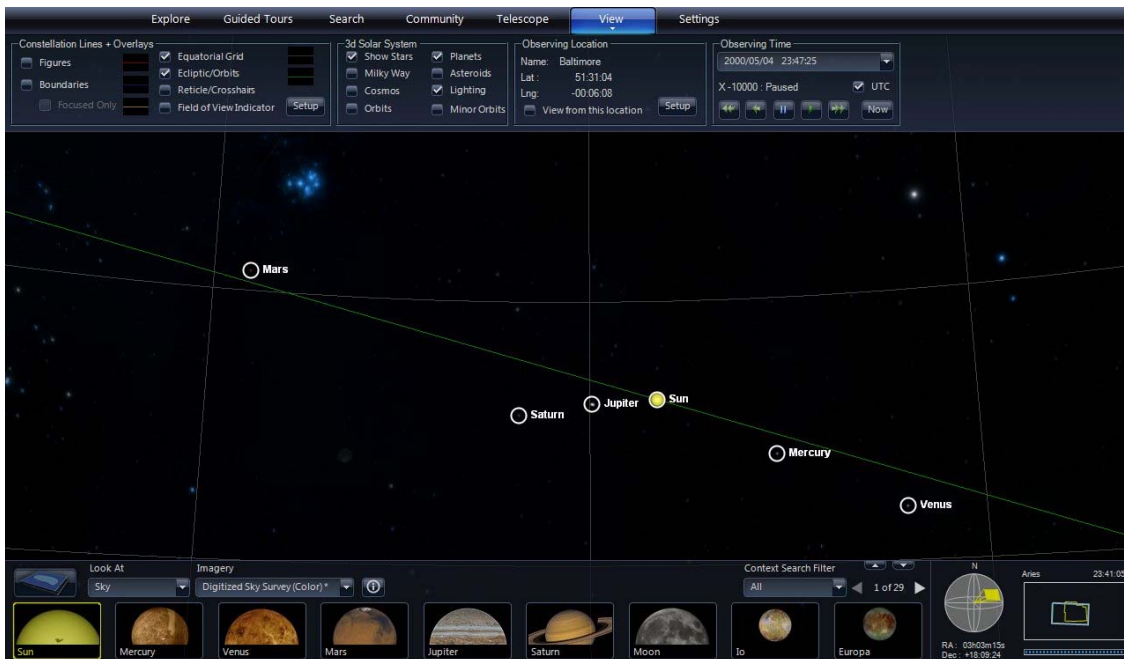 Explore Guided Tours Search Community Telescope View Settings
Constellation Lines + Overlays
Figures
Boundaries
Focused Only
Equatorial Grid
Ecliptic/Orbits
Reticle/Crosshairs
Field of View Indicator
Setup
3d Solar System
Show Stars
Milky Way
Cosmos
Orbits
Planets
Asteroids
Lighting
Minor Orbits
Observing Location
Name: Baltimore
Lat : 51:31:04
Lng: -00:06:08
View from this location
Setup
Observing Time
2000/05/04 23:47:25
X -10000 : Paused
UTC
Now
Mars
Saturn
Jupiter
Sun
Mercury
Venus
Look At
Sky
Imagery
Digitized Sky Survey (Color) *
Context Search Filter
All
1 of 29
Sun
Mercury
Venus
Mars
Jupiter
Saturn
Moon
Io
Europa
N
RA : 03h03m15s
Dec : +18:09:24
Aries
23:41:05